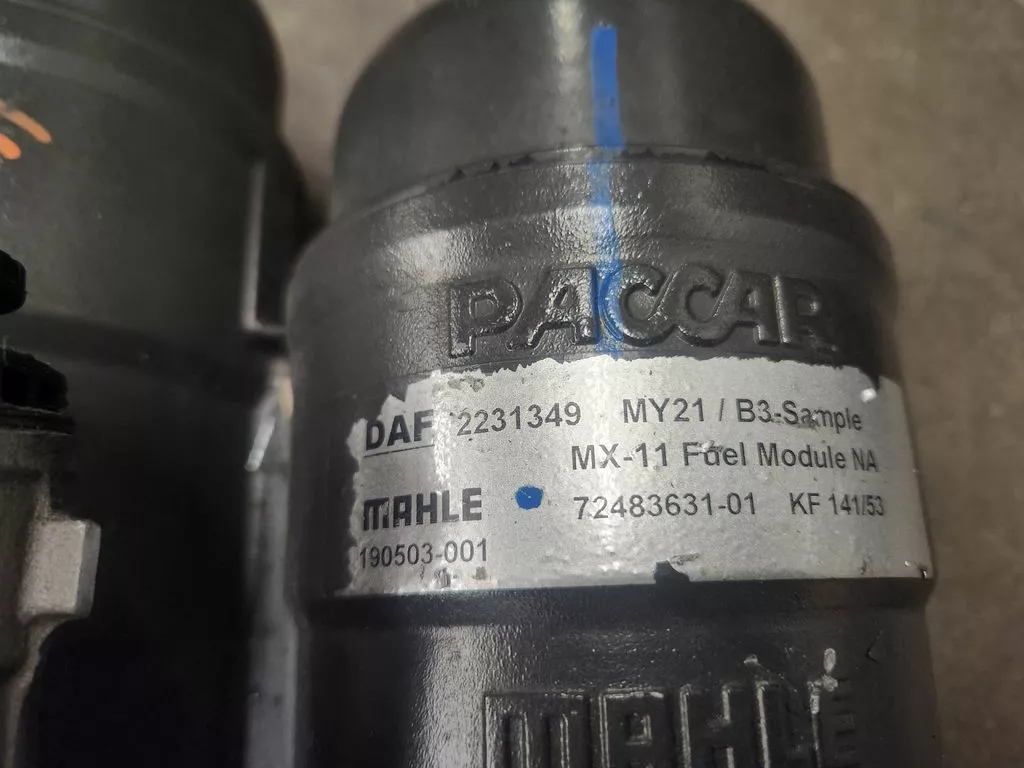 PACCAR
DAF 2231349 MY21 / B3-Sample
MX-11 Fuel Module NA
MAHLE 72483631-01 KF 141/53
190503-001
MAHLE